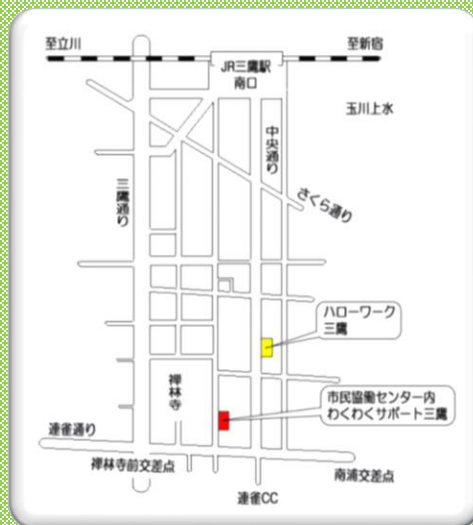 至立川
至新宿
JR三鷹駅
南口
玉川上水
中央通り
三鷹通り
さくら通り
ハローワーク
三鷹
禅林寺
市民協働センター内
わくわくサポート三鷹
連雀通り
禅林寺前交差点
南浦交差点
連雀CC